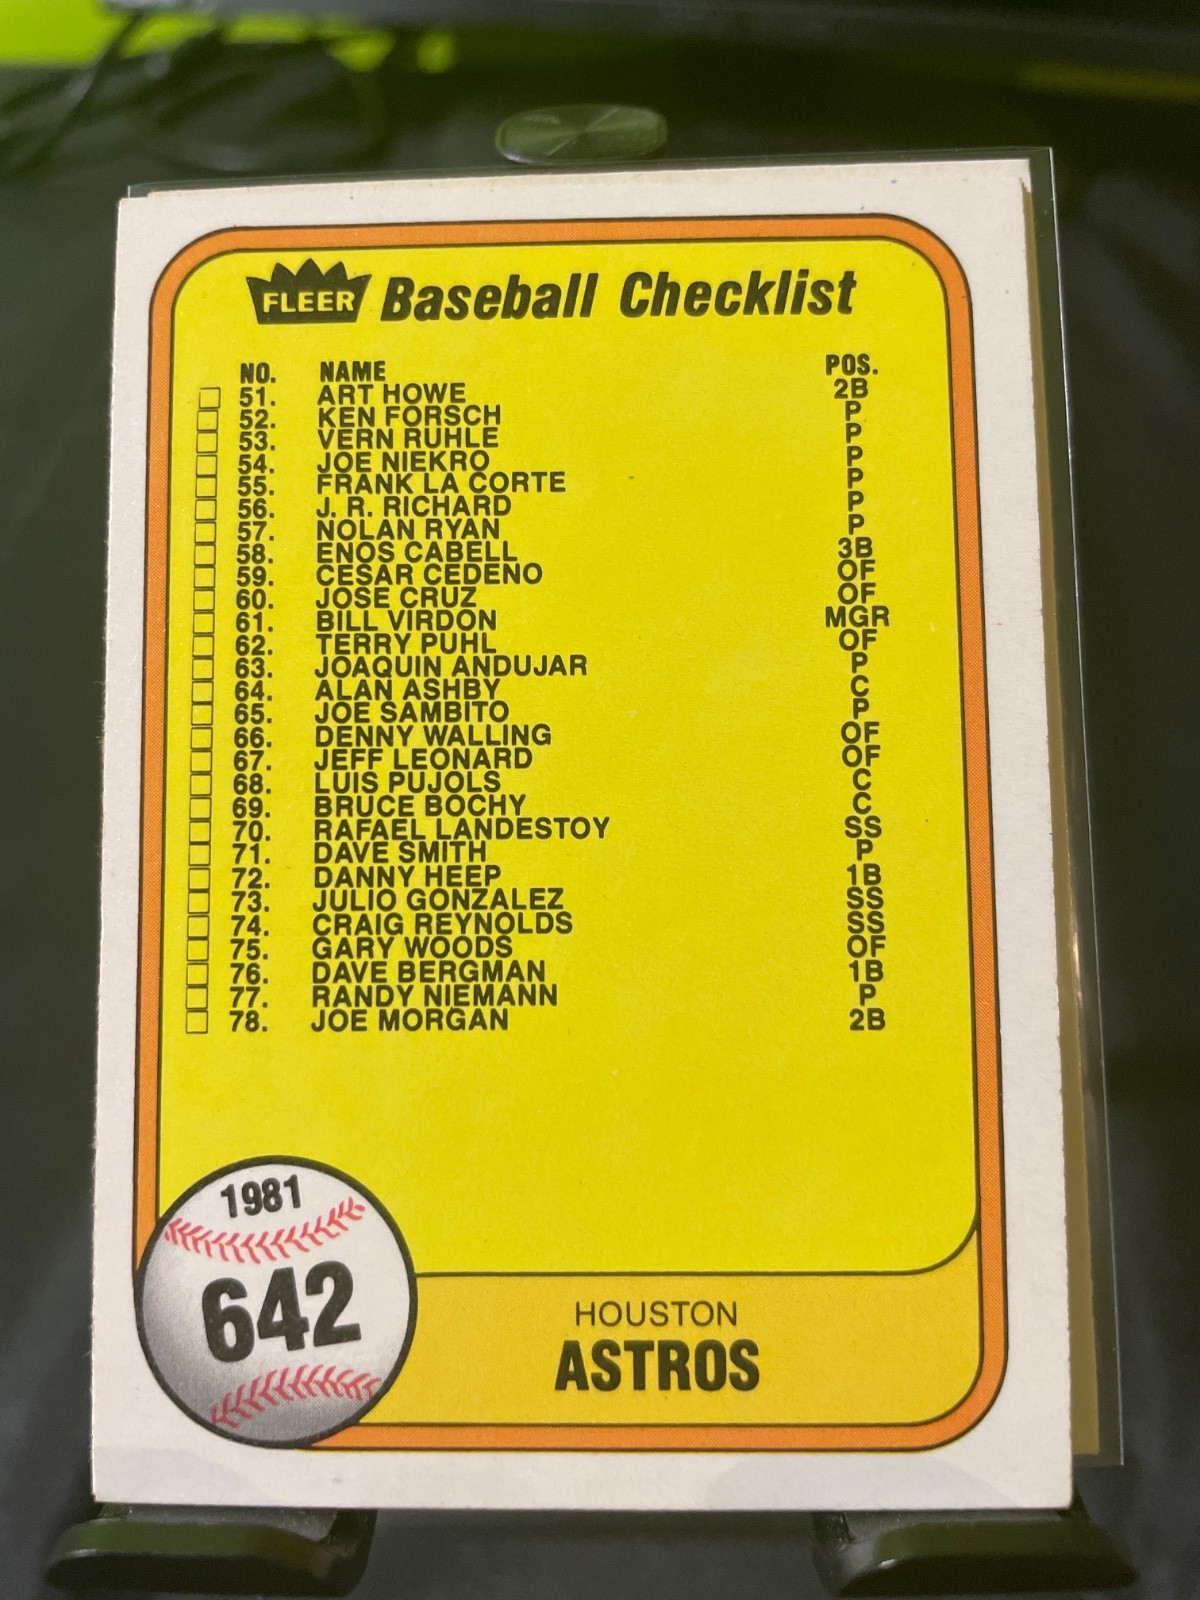 FLEER Baseball Checklist
NO. NAME POS.
51. ART HOWE 2B
52. KEN FORSCH P
53. VERN RUHLE P
54. JOE NIEKRO P
55. FRANK LA CORTE P
56. J. R. RICHARD P
57. NOLAN RYAN P
58. ENOS CABELL 3B
59. CESAR CEDENO OF
60. JOSE CRUZ OF
61. BILL VIRDON MGR
62. TERRY PUHL OF
63. JOAQUIN ANDUJAR P
64. ALAN ASHBY C
65. JOE SAMBITO P
66. DENNY WALLING OF
67. JEFF LEONARD OF
68. LUIS PUJOLS C
69. BRUCE BOCHY C
70. RAFAEL LANDESTOY SS
71. DAVE SMITH P
72. DANNY HEEP 1B
73. JULIO GONZALEZ SS
74. CRAIG REYNOLDS SS
75. GARY WOODS OF
76. DAVE BERGMAN 1B
77. RANDY NIEMANN P
78. JOE MORGAN 2B
1981
642
HOUSTON
ASTROS